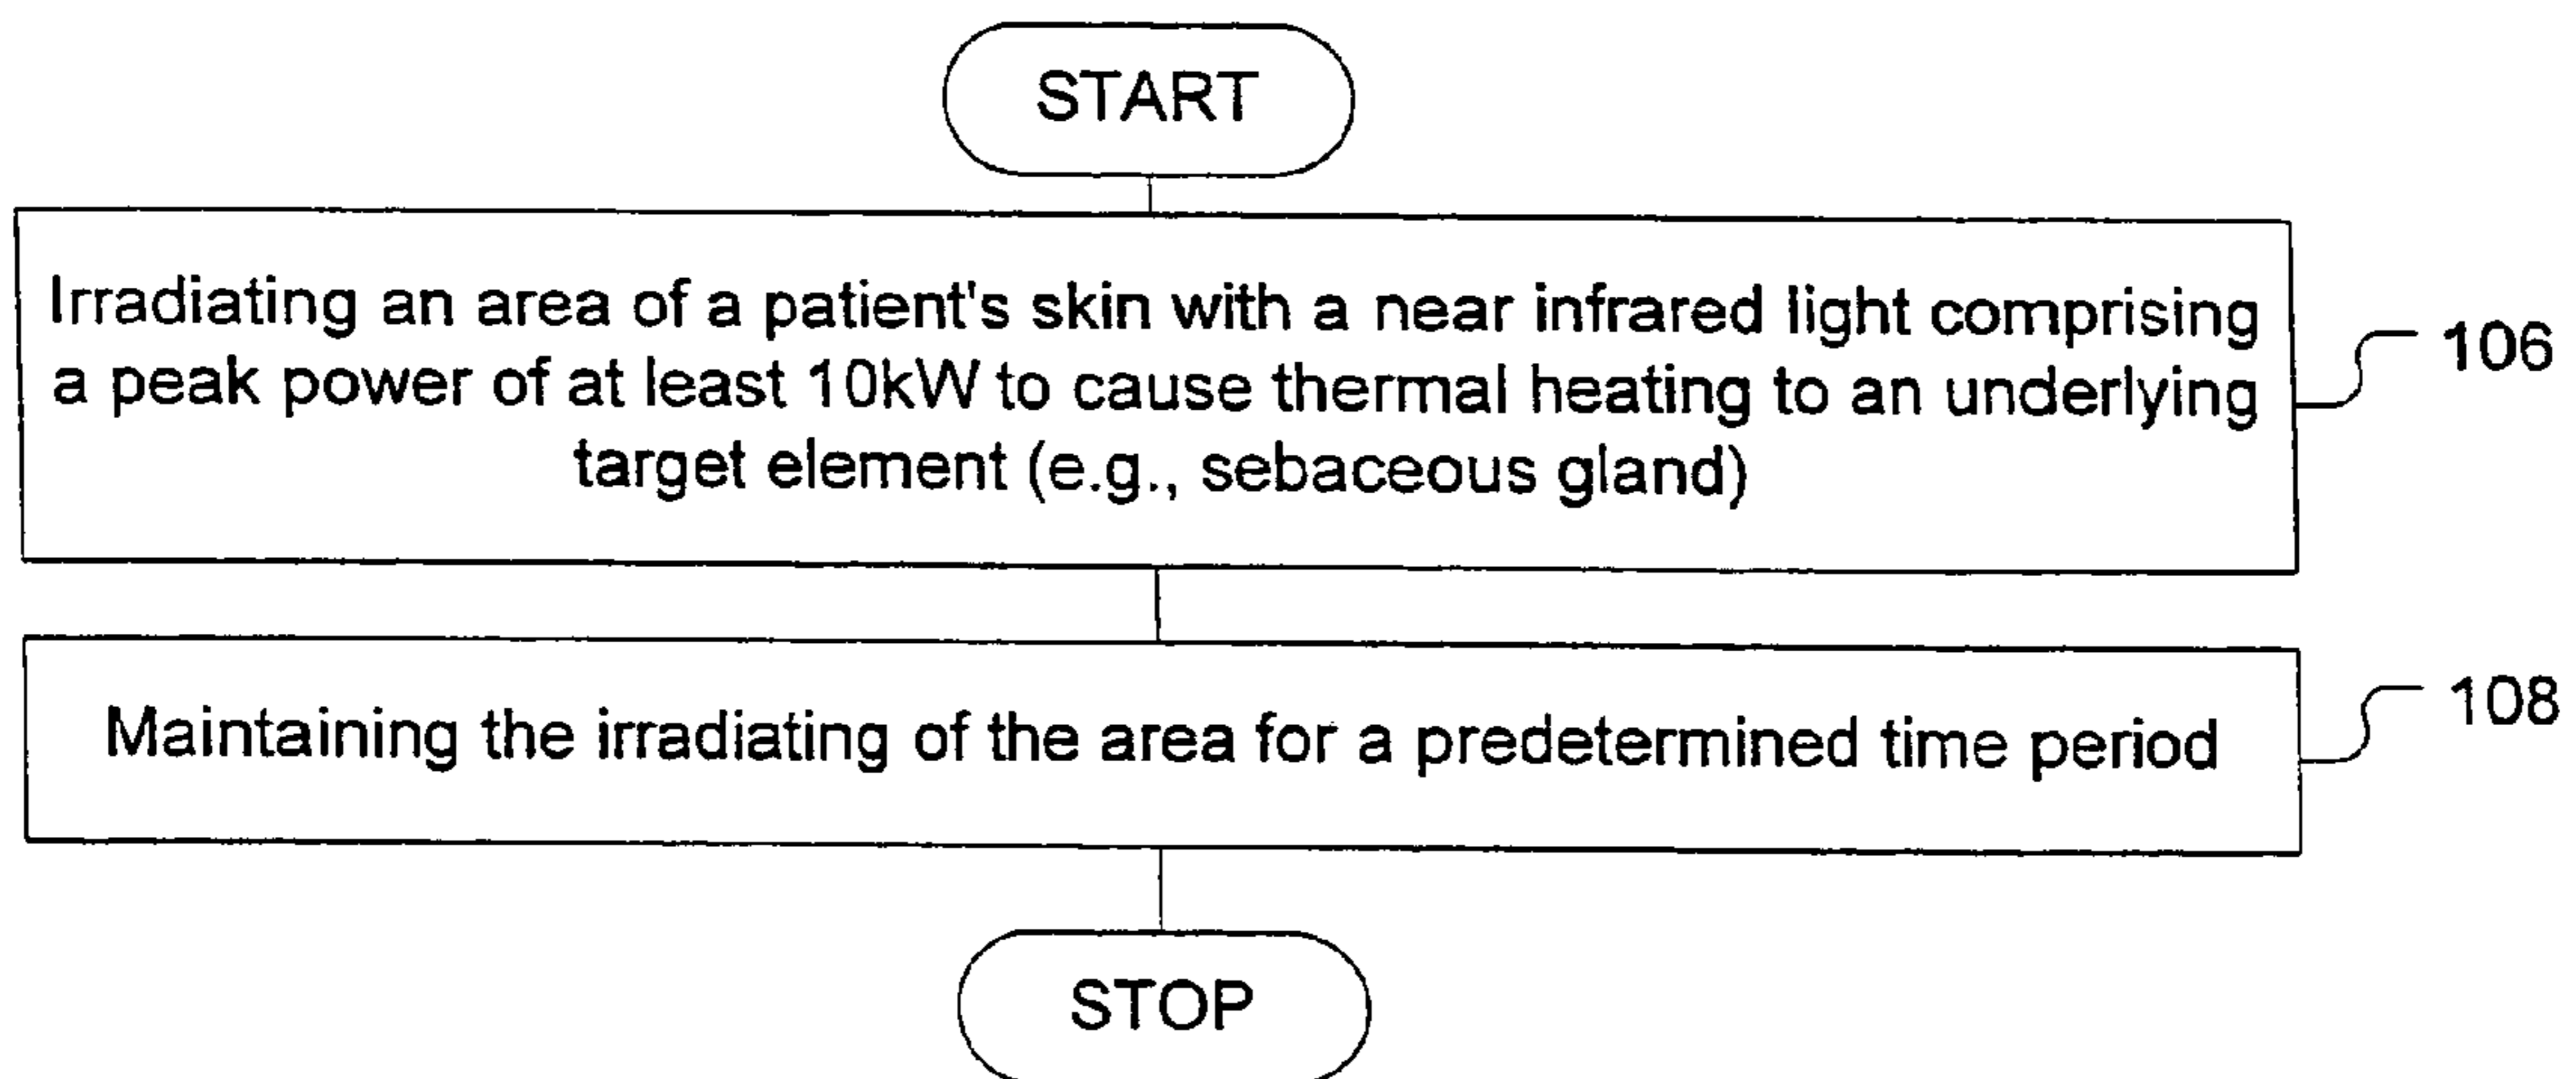 START
Irradiating an area of a patient's skin with a near infrared light comprising
a peak power of at least 10kW to cause thermal heating to an underlying
target element (e.g., sebaceous gland)
106
Maintaining the irradiating of the area for a predetermined time period
108
STOP